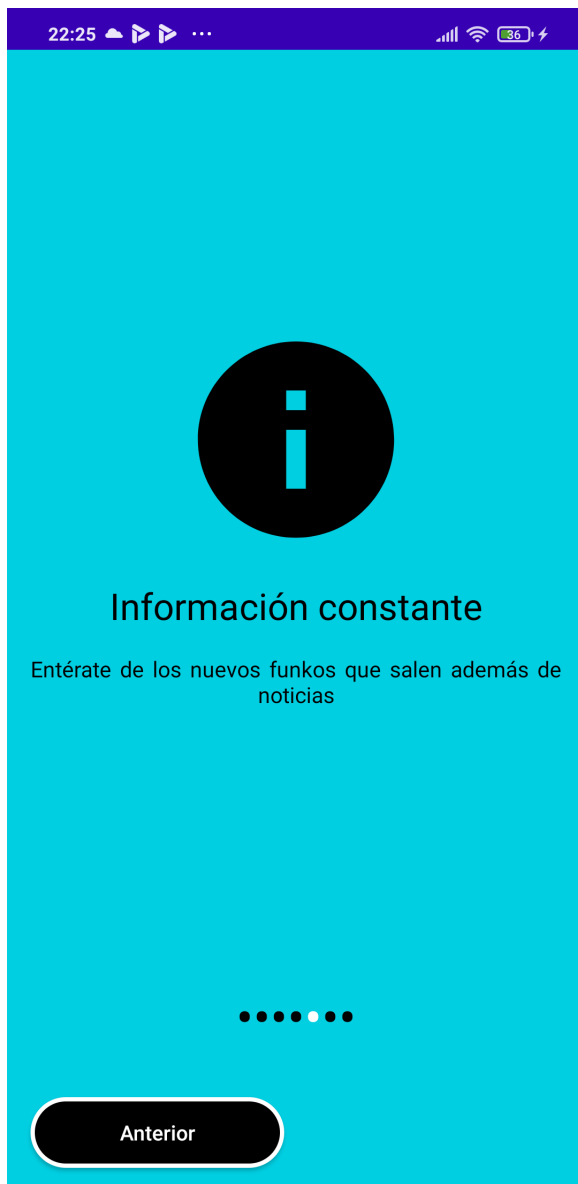 22:25
36
Información constante
Entérate de los nuevos funkos que salen además de
noticias
Anterior